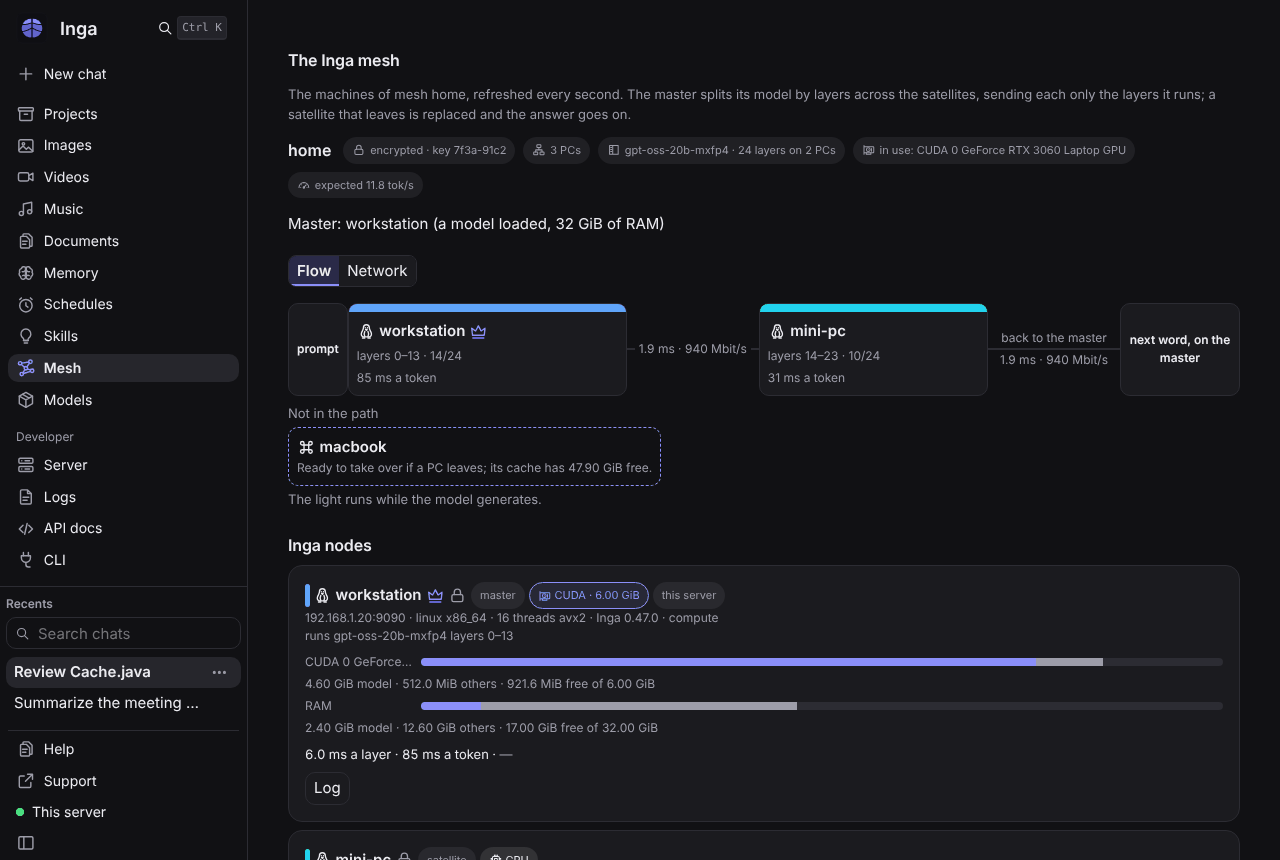 Inga
Ctrl K
New chat
Projects
Images
Videos
Music
Documents
Memory
Schedules
Skills
Mesh
Models
Developer
Server
Logs
API docs
CLI
Recents
Search chats
Review Cache.java
Summarize the meeting ...
Help
Support
This server
The Inga mesh
The machines of mesh home, refreshed every second. The master splits its model by layers across the satellites, sending each only the layers it runs; a
satellite that leaves is replaced and the answer goes on.
home encrypted · key 7f3a-91c2 3 PCs gpt-oss-20b-mxfp4 · 24 layers on 2 PCs in use: CUDA 0 GeForce RTX 3060 Laptop GPU
expected 11.8 tok/s
Master: workstation (a model loaded, 32 GiB of RAM)
Flow Network
prompt
workstation
layers 0–13 · 14/24
85 ms a token
1.9 ms · 940 Mbit/s
mini-pc
layers 14–23 · 10/24
31 ms a token
back to the master
1.9 ms · 940 Mbit/s
next word, on the
master
Not in the path
macbook
Ready to take over if a PC leaves; its cache has 47.90 GiB free.
The light runs while the model generates.
Inga nodes
workstation master CUDA · 6.00 GiB this server
192.168.1.20:9090 · linux x86_64 · 16 threads avx2 · Inga 0.47.0 · compute
runs gpt-oss-20b-mxfp4 layers 0–13
CUDA 0 GeForce...
4.60 GiB model · 512.0 MiB others · 921.6 MiB free of 6.00 GiB
RAM
2.40 GiB model · 12.60 GiB others · 17.00 GiB free of 32.00 GiB
6.0 ms a layer · 85 ms a token · —
Log
mini-pc satellite CPU